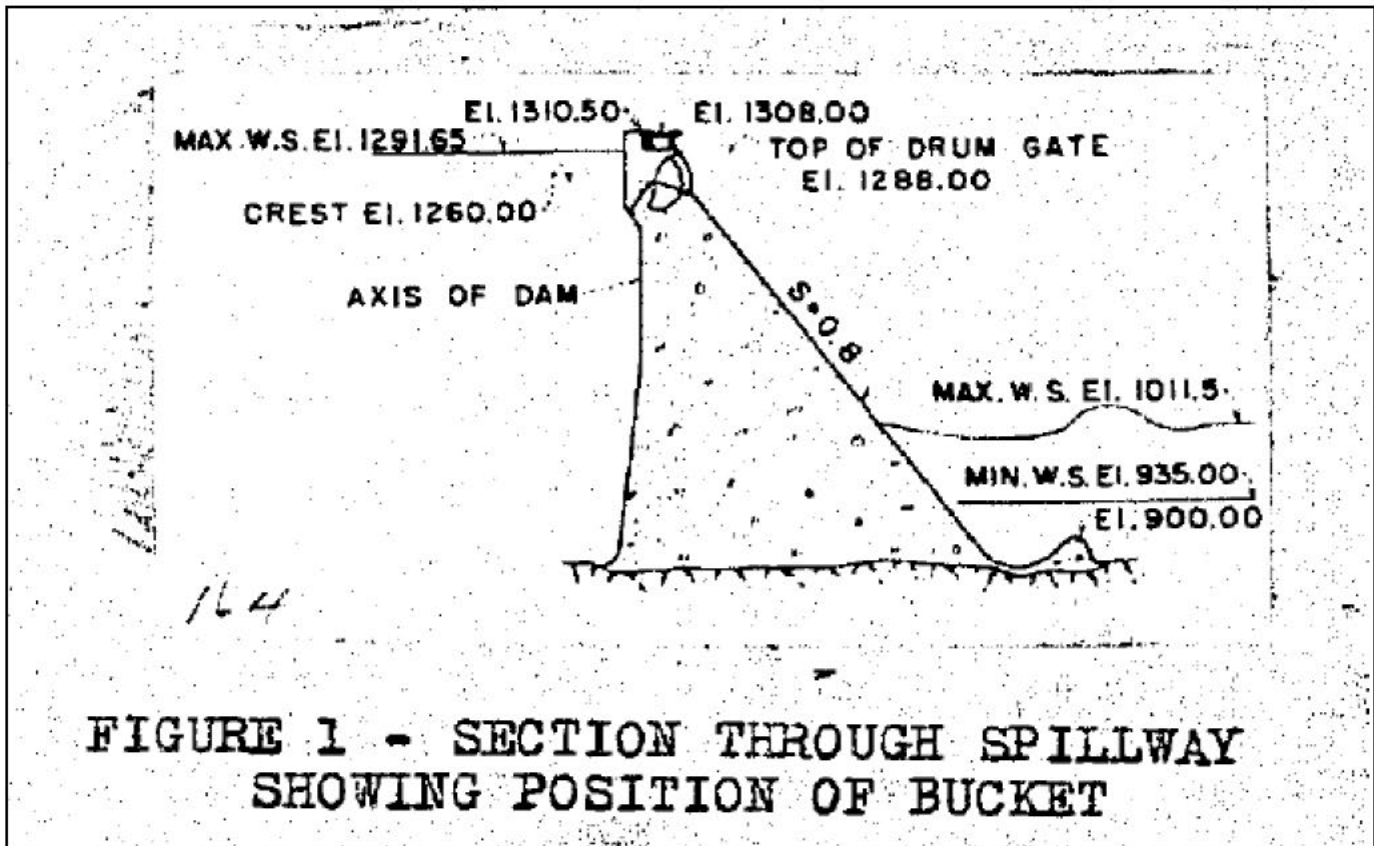 El. 1310.50
El. 1308.00
MAX. W.S. El. 1291.65
TOP OF DRUM GATE
El. 1288.00
CREST El. 1260.00
AXIS OF DAM
S=0.8
MAX. W. S. El. 1011.5
MIN. W.S. El. 935.00
El. 900.00
164
FIGURE 1 - SECTION THROUGH SPILLWAY
SHOWING POSITION OF BUCKET